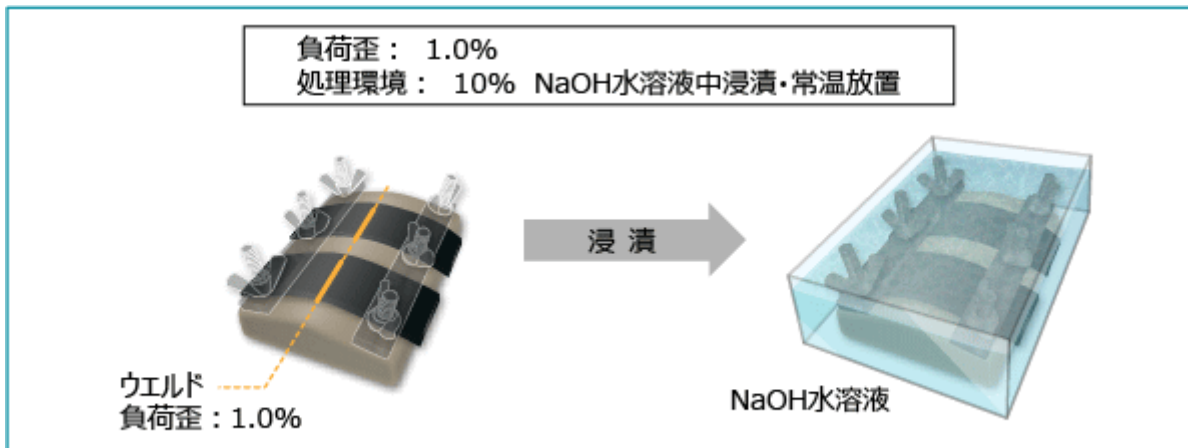 負荷歪： 1.0%
処理環境： 10% NaOH水溶液中浸漬・常温放置
浸 漬
ウエルド
負荷歪：1.0%
NaOH水溶液